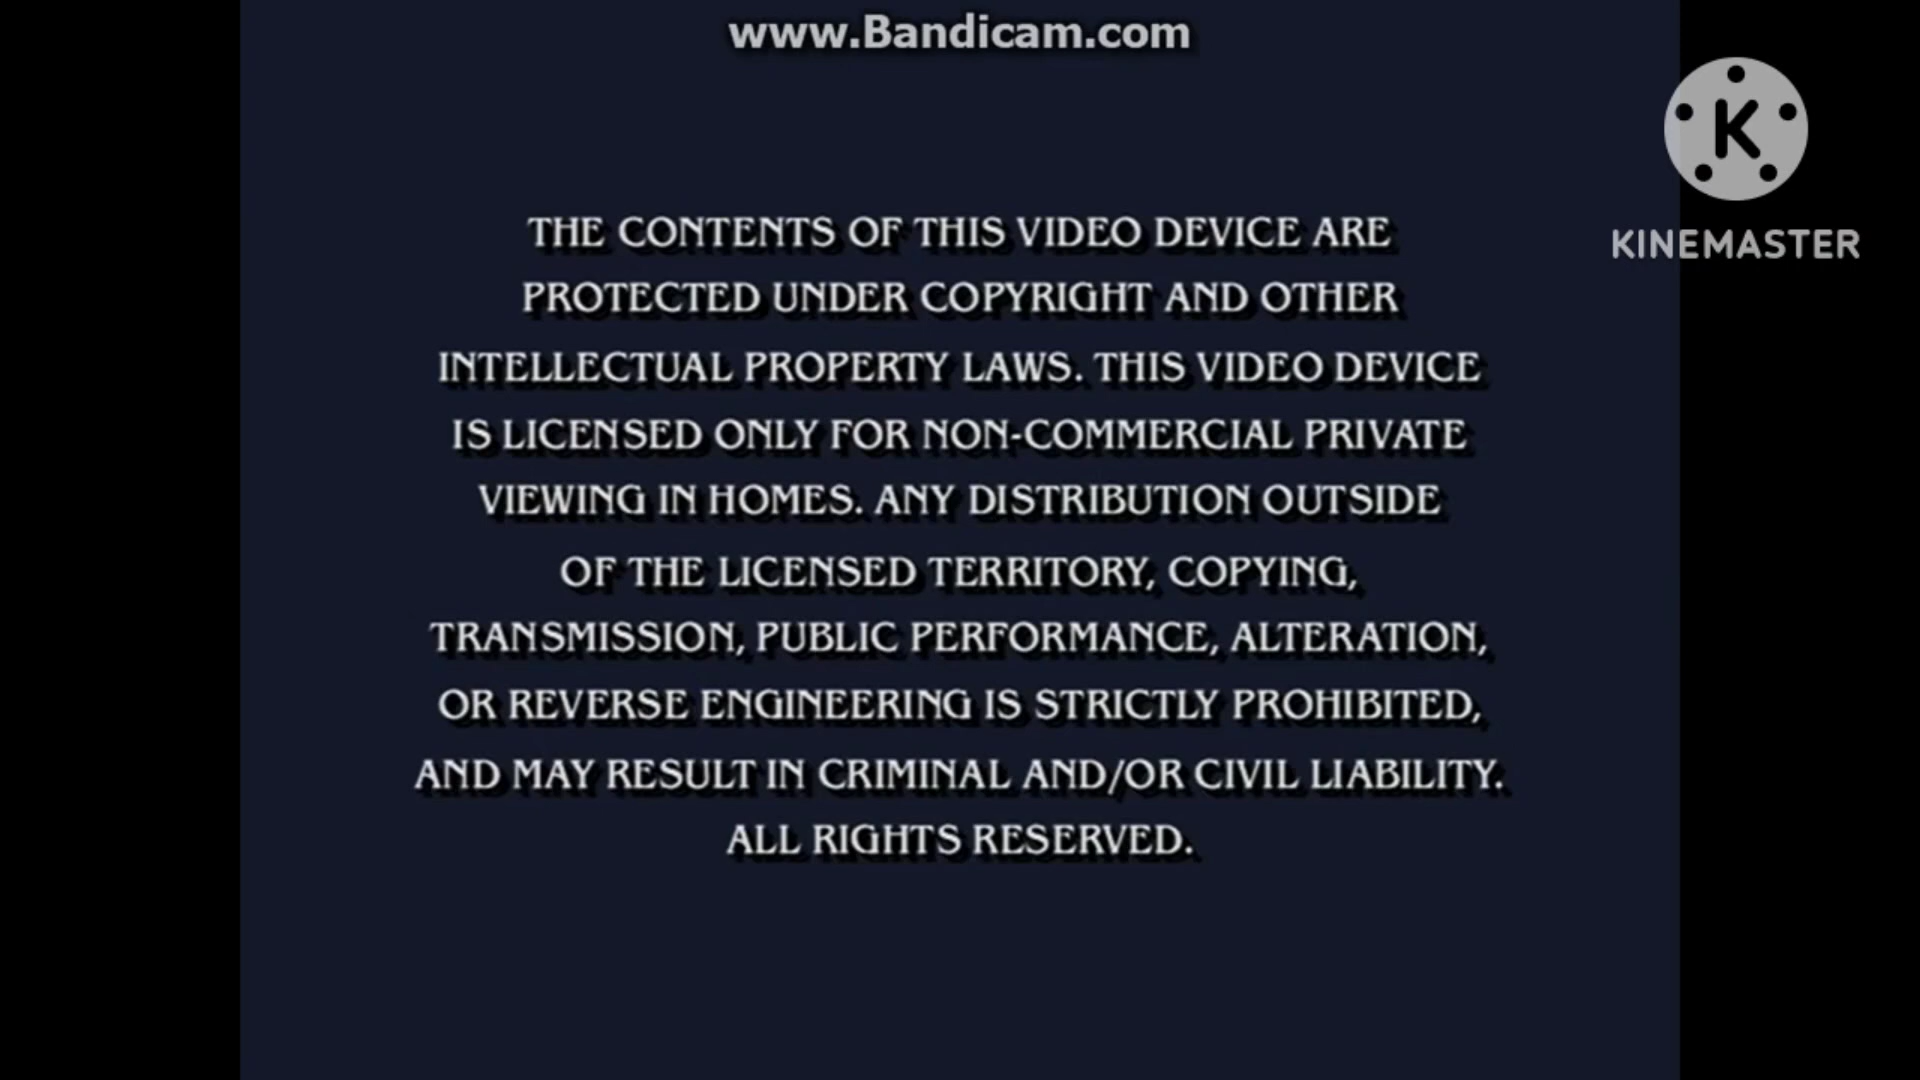 www.Bandicam.com
K
KINEMASTER
THE CONTENTS OF THIS VIDEO DEVICE ARE
PROTECTED UNDER COPYRIGHT AND OTHER
INTELLECTUAL PROPERTY LAWS. THIS VIDEO DEVICE
IS LICENSED ONLY FOR NON-COMMERCIAL PRIVATE
VIEWING IN HOMES. ANY DISTRIBUTION OUTSIDE
OF THE LICENSED TERRITORY, COPYING,
TRANSMISSION, PUBLIC PERFORMANCE, ALTERATION,
OR REVERSE ENGINEERING IS STRICTLY PROHIBITED,
AND MAY RESULT IN CRIMINAL AND/OR CIVIL LIABILITY.
ALL RIGHTS RESERVED.